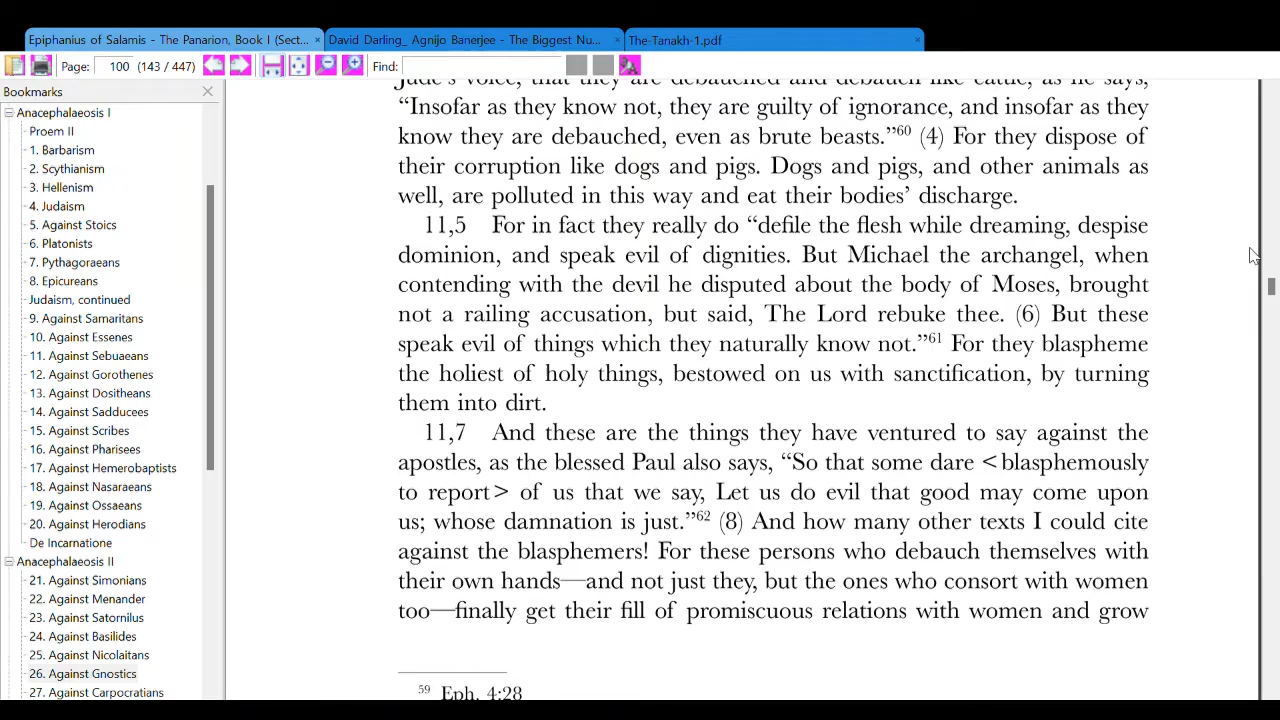 Epiphanius of Salamis - The Panarion, Book I (Sect...
David Darling_ Agnijo Banerjee - The Biggest Nu...
The-Tanakh-1.pdf
Page: 100 (143 / 447)
Find:
Bookmarks
Anacephalaeosis I
Proem II
1. Barbarism
2. Scythianism
3. Hellenism
4. Judaism
5. Against Stoics
6. Platonists
7. Pythagoraeans
8. Epicureans
Judaism, continued
9. Against Samaritans
10. Against Essenes
11. Against Sebuaeans
12. Against Gorothenes
13. Against Dositheans
14. Against Sadducees
15. Against Scribes
16. Against Pharisees
17. Against Hemerobaptists
18. Against Nasaraeans
19. Against Ossaeans
20. Against Herodians
De Incarnatione
Anacephalaeosis II
21. Against Simonians
22. Against Menander
23. Against Satornilus
24. Against Basilides
25. Against Nicolaitans
26. Against Gnostics
27. Against Carpocratians
Jude's voice, that they are debauched and debauch like cattle, as he says,
“Insofar as they know not, they are guilty of ignorance, and insofar as they
know they are debauched, even as brute beasts.”60 (4) For they dispose of
their corruption like dogs and pigs. Dogs and pigs, and other animals as
well, are polluted in this way and eat their bodies’ discharge.
11,5 For in fact they really do “defile the flesh while dreaming, despise
dominion, and speak evil of dignities. But Michael the archangel, when
contending with the devil he disputed about the body of Moses, brought
not a railing accusation, but said, The Lord rebuke thee. (6) But these
speak evil of things which they naturally know not.”61 For they blaspheme
the holiest of holy things, bestowed on us with sanctification, by turning
them into dirt.
11,7 And these are the things they have ventured to say against the
apostles, as the blessed Paul also says, “So that some dare <blasphemously
to report> of us that we say, Let us do evil that good may come upon
us; whose damnation is just.”62 (8) And how many other texts I could cite
against the blasphemers! For these persons who debauch themselves with
their own hands—and not just they, but the ones who consort with women
too—finally get their fill of promiscuous relations with women and grow
59 Eph. 4:28